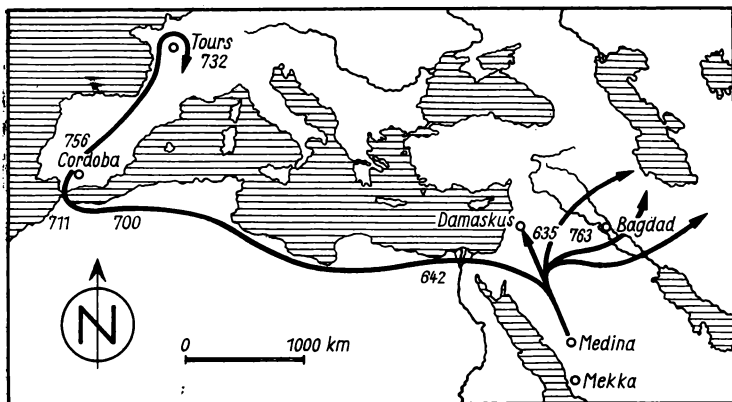 Tours
732
756
Cordoba
711
700
Damaskus
635
763
Bagdad
642
N
0
1000 km
Medina
Mekka